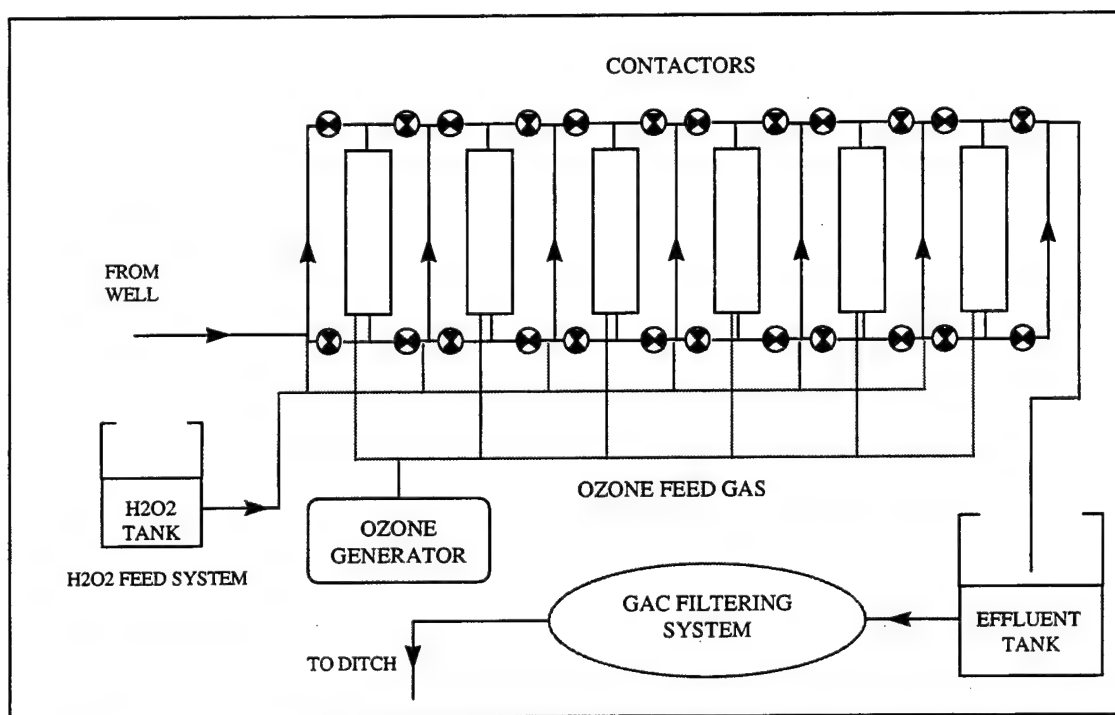 CONTACTORS
FROM
WELL
OZONE FEED GAS
H2O2
TANK
OZONE
GENERATOR
H2O2 FEED SYSTEM
GAC FILTERING
SYSTEM
EFFLUENT
TANK
TO DITCH